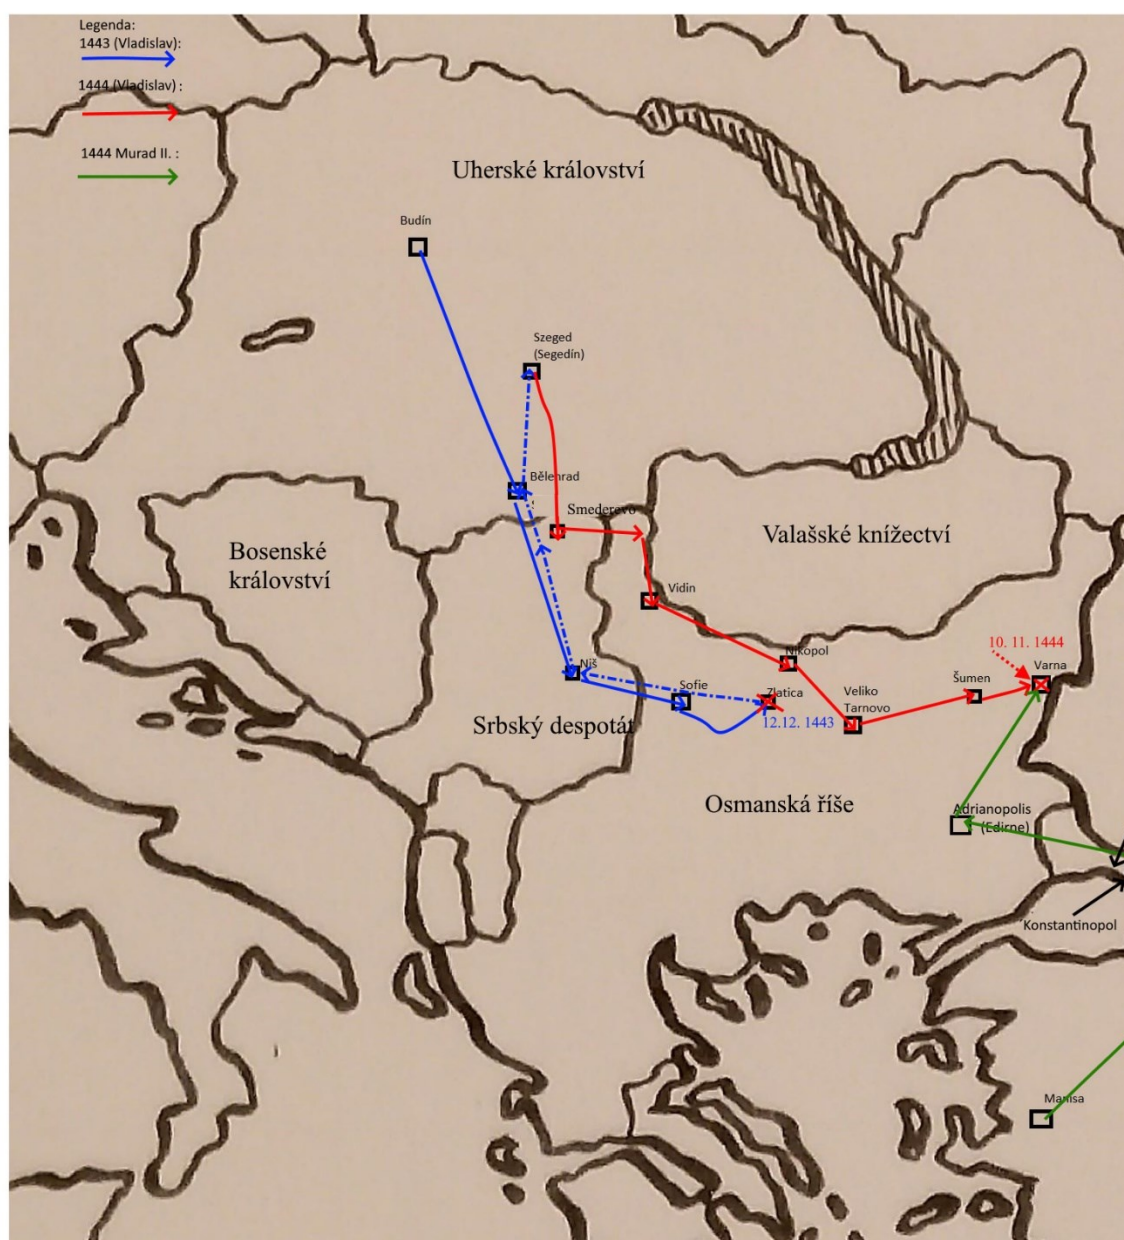 Legenda:
1443 (Vladislav):
1444 (Vladislav) :
1444 Murad II. :
Uherské království
Budín
Szeged
(Segedín)
Bělehrad
Smederevo
Bosenské
království
Valašské knížectví
Vidin
Nikopol
10. 11. 1444
Varna
Niš
Sofie
Zlatica
Šumen
Veliko
Tarnovo
12.12. 1443
Srbský despotát
Osmanská říše
Adrianopolis
(Edirne)
Konstantinopol
Manisa